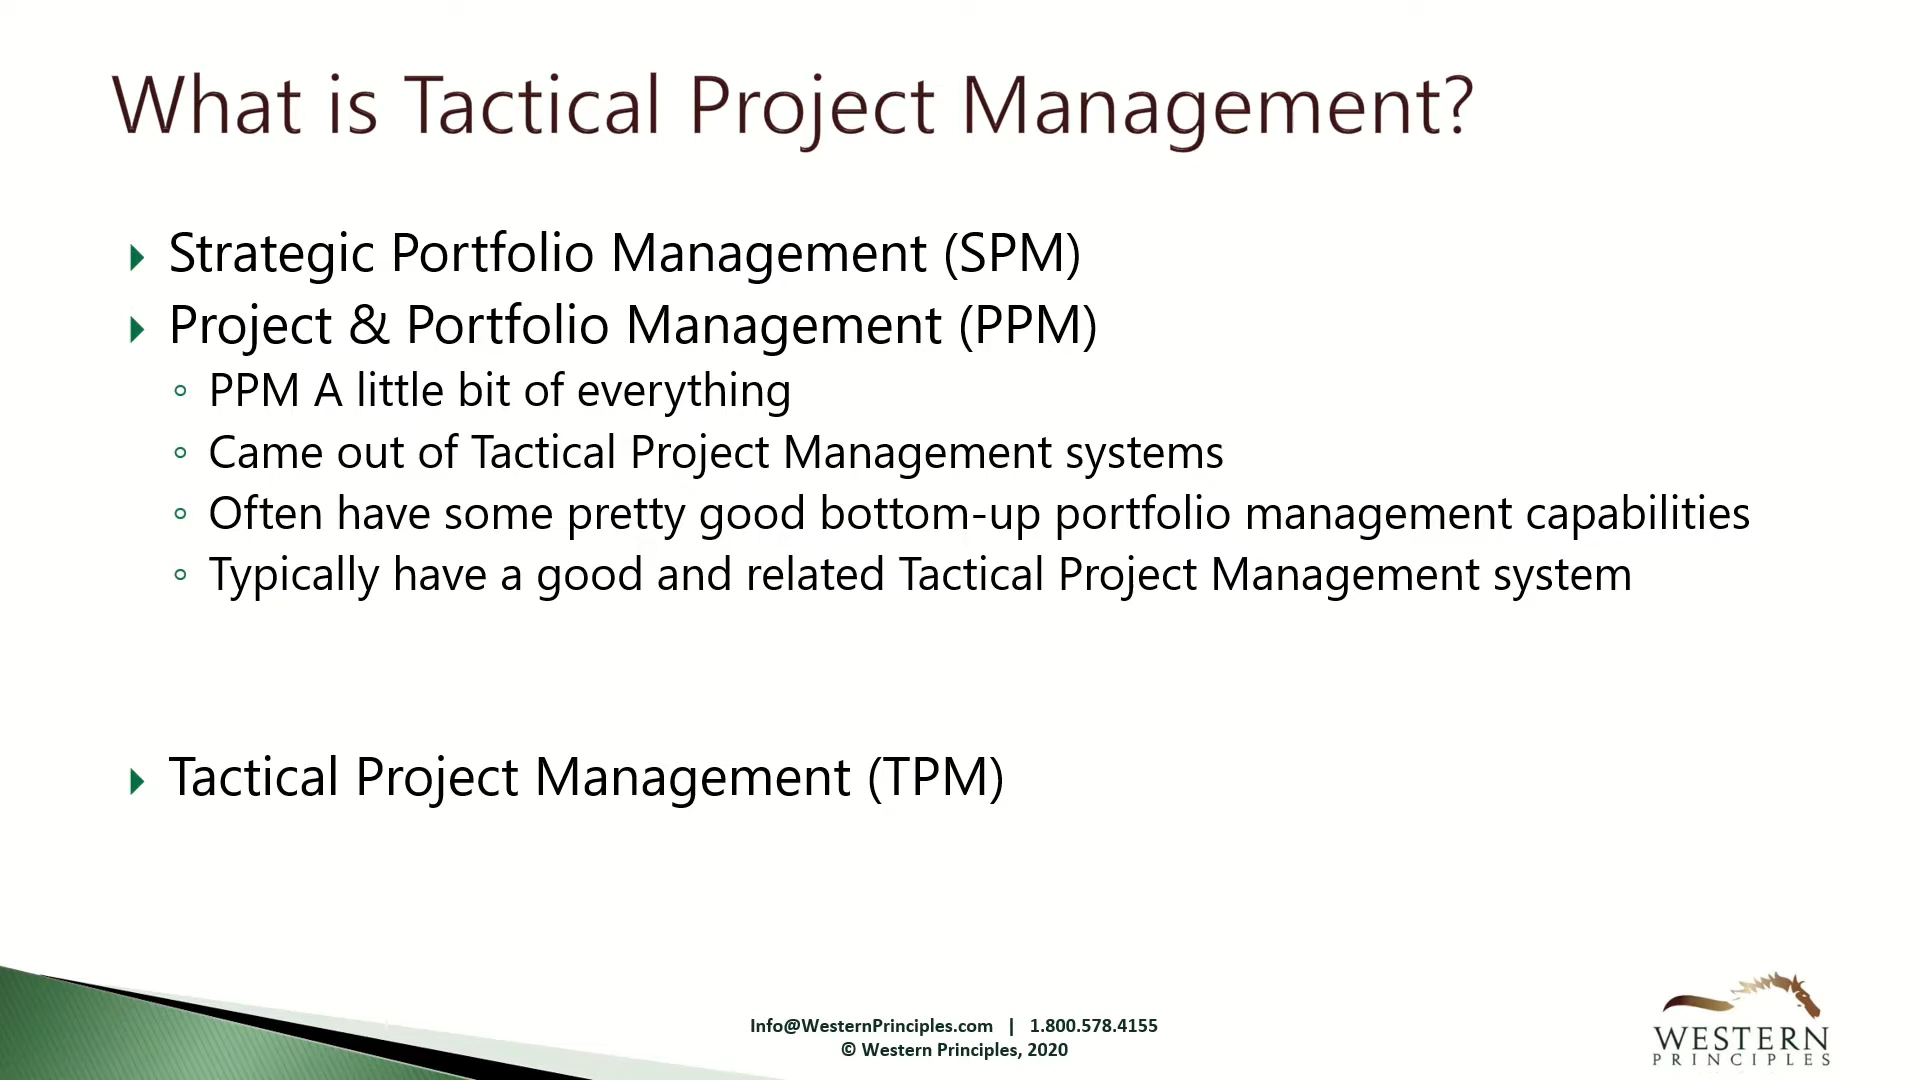 What is Tactical Project Management?
Strategic Portfolio Management (SPM)
Project & Portfolio Management (PPM)
PPM A little bit of everything
Came out of Tactical Project Management systems
Often have some pretty good bottom-up portfolio management capabilities
Typically have a good and related Tactical Project Management system
Tactical Project Management (TPM)
Info@WesternPrinciples.com | 1.800.578.4155
© Western Principles, 2020
WESTERN
PRINCIPLES